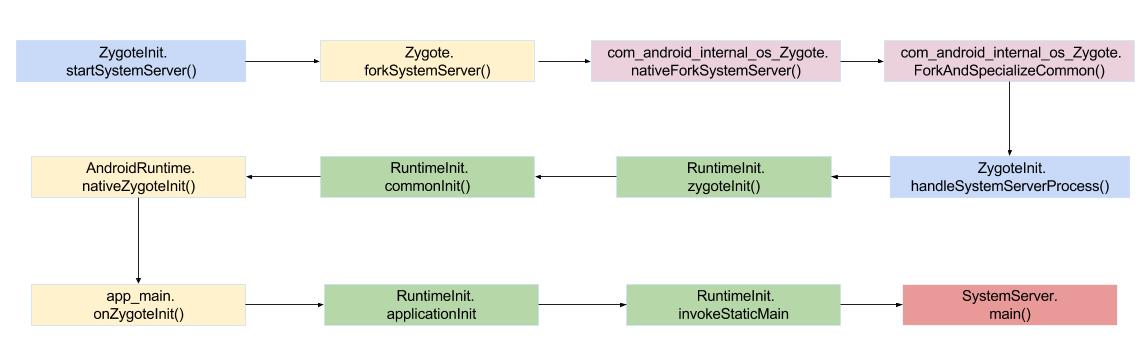 ZygoteInit.
startSystemServer()
Zygote.
forkSystemServer()
com_android_internal_os_Zygote.
nativeForkSystemServer()
com_android_internal_os_Zygote.
ForkAndSpecializeCommon()
ZygoteInit.
handleSystemServerProcess()
RuntimeInit.
zygoteInit()
RuntimeInit.
commonInit()
AndroidRuntime.
nativeZygoteInit()
app_main.
onZygoteInit()
RuntimeInit.
applicationInit
RuntimeInit.
invokeStaticMain
SystemServer.
main()